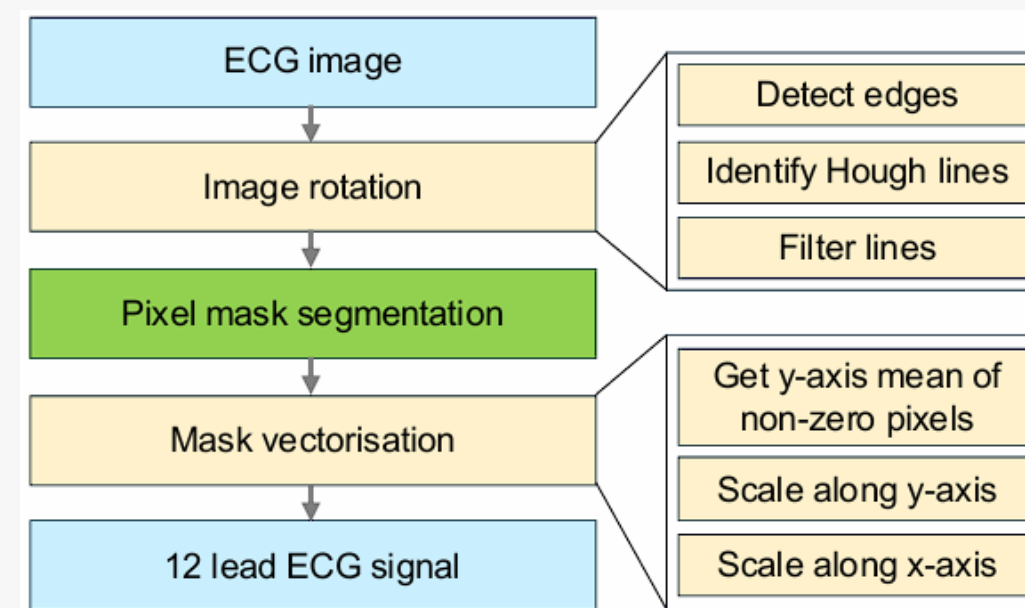 ECG image
Image rotation
Detect edges
Identify Hough lines
Filter lines
Pixel mask segmentation
Mask vectorisation
Get y-axis mean of
non-zero pixels
Scale along y-axis
Scale along x-axis
12 lead ECG signal